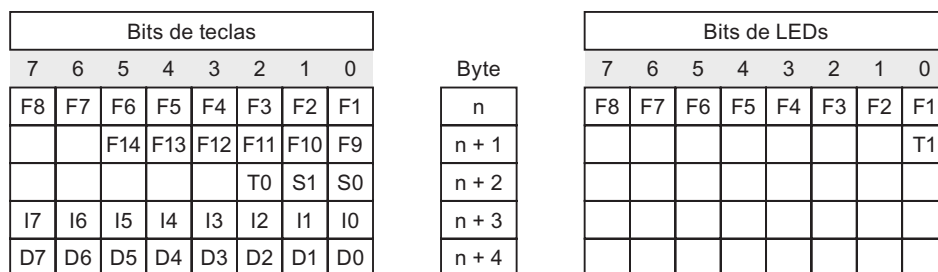 Bits de teclas Bits de LEDs
7 6 5 4 3 2 1 0 Byte 7 6 5 4 3 2 1 0
F8 F7 F6 F5 F4 F3 F2 F1 n F8 F7 F6 F5 F4 F3 F2 F1
F14 F13 F12 F11 F10 F9 n + 1 T1
T0 S1 S0 n + 2
I7 I6 I5 I4 I3 I2 I1 I0 n + 3
D7 D6 D5 D4 D3 D2 D1 D0 n + 4